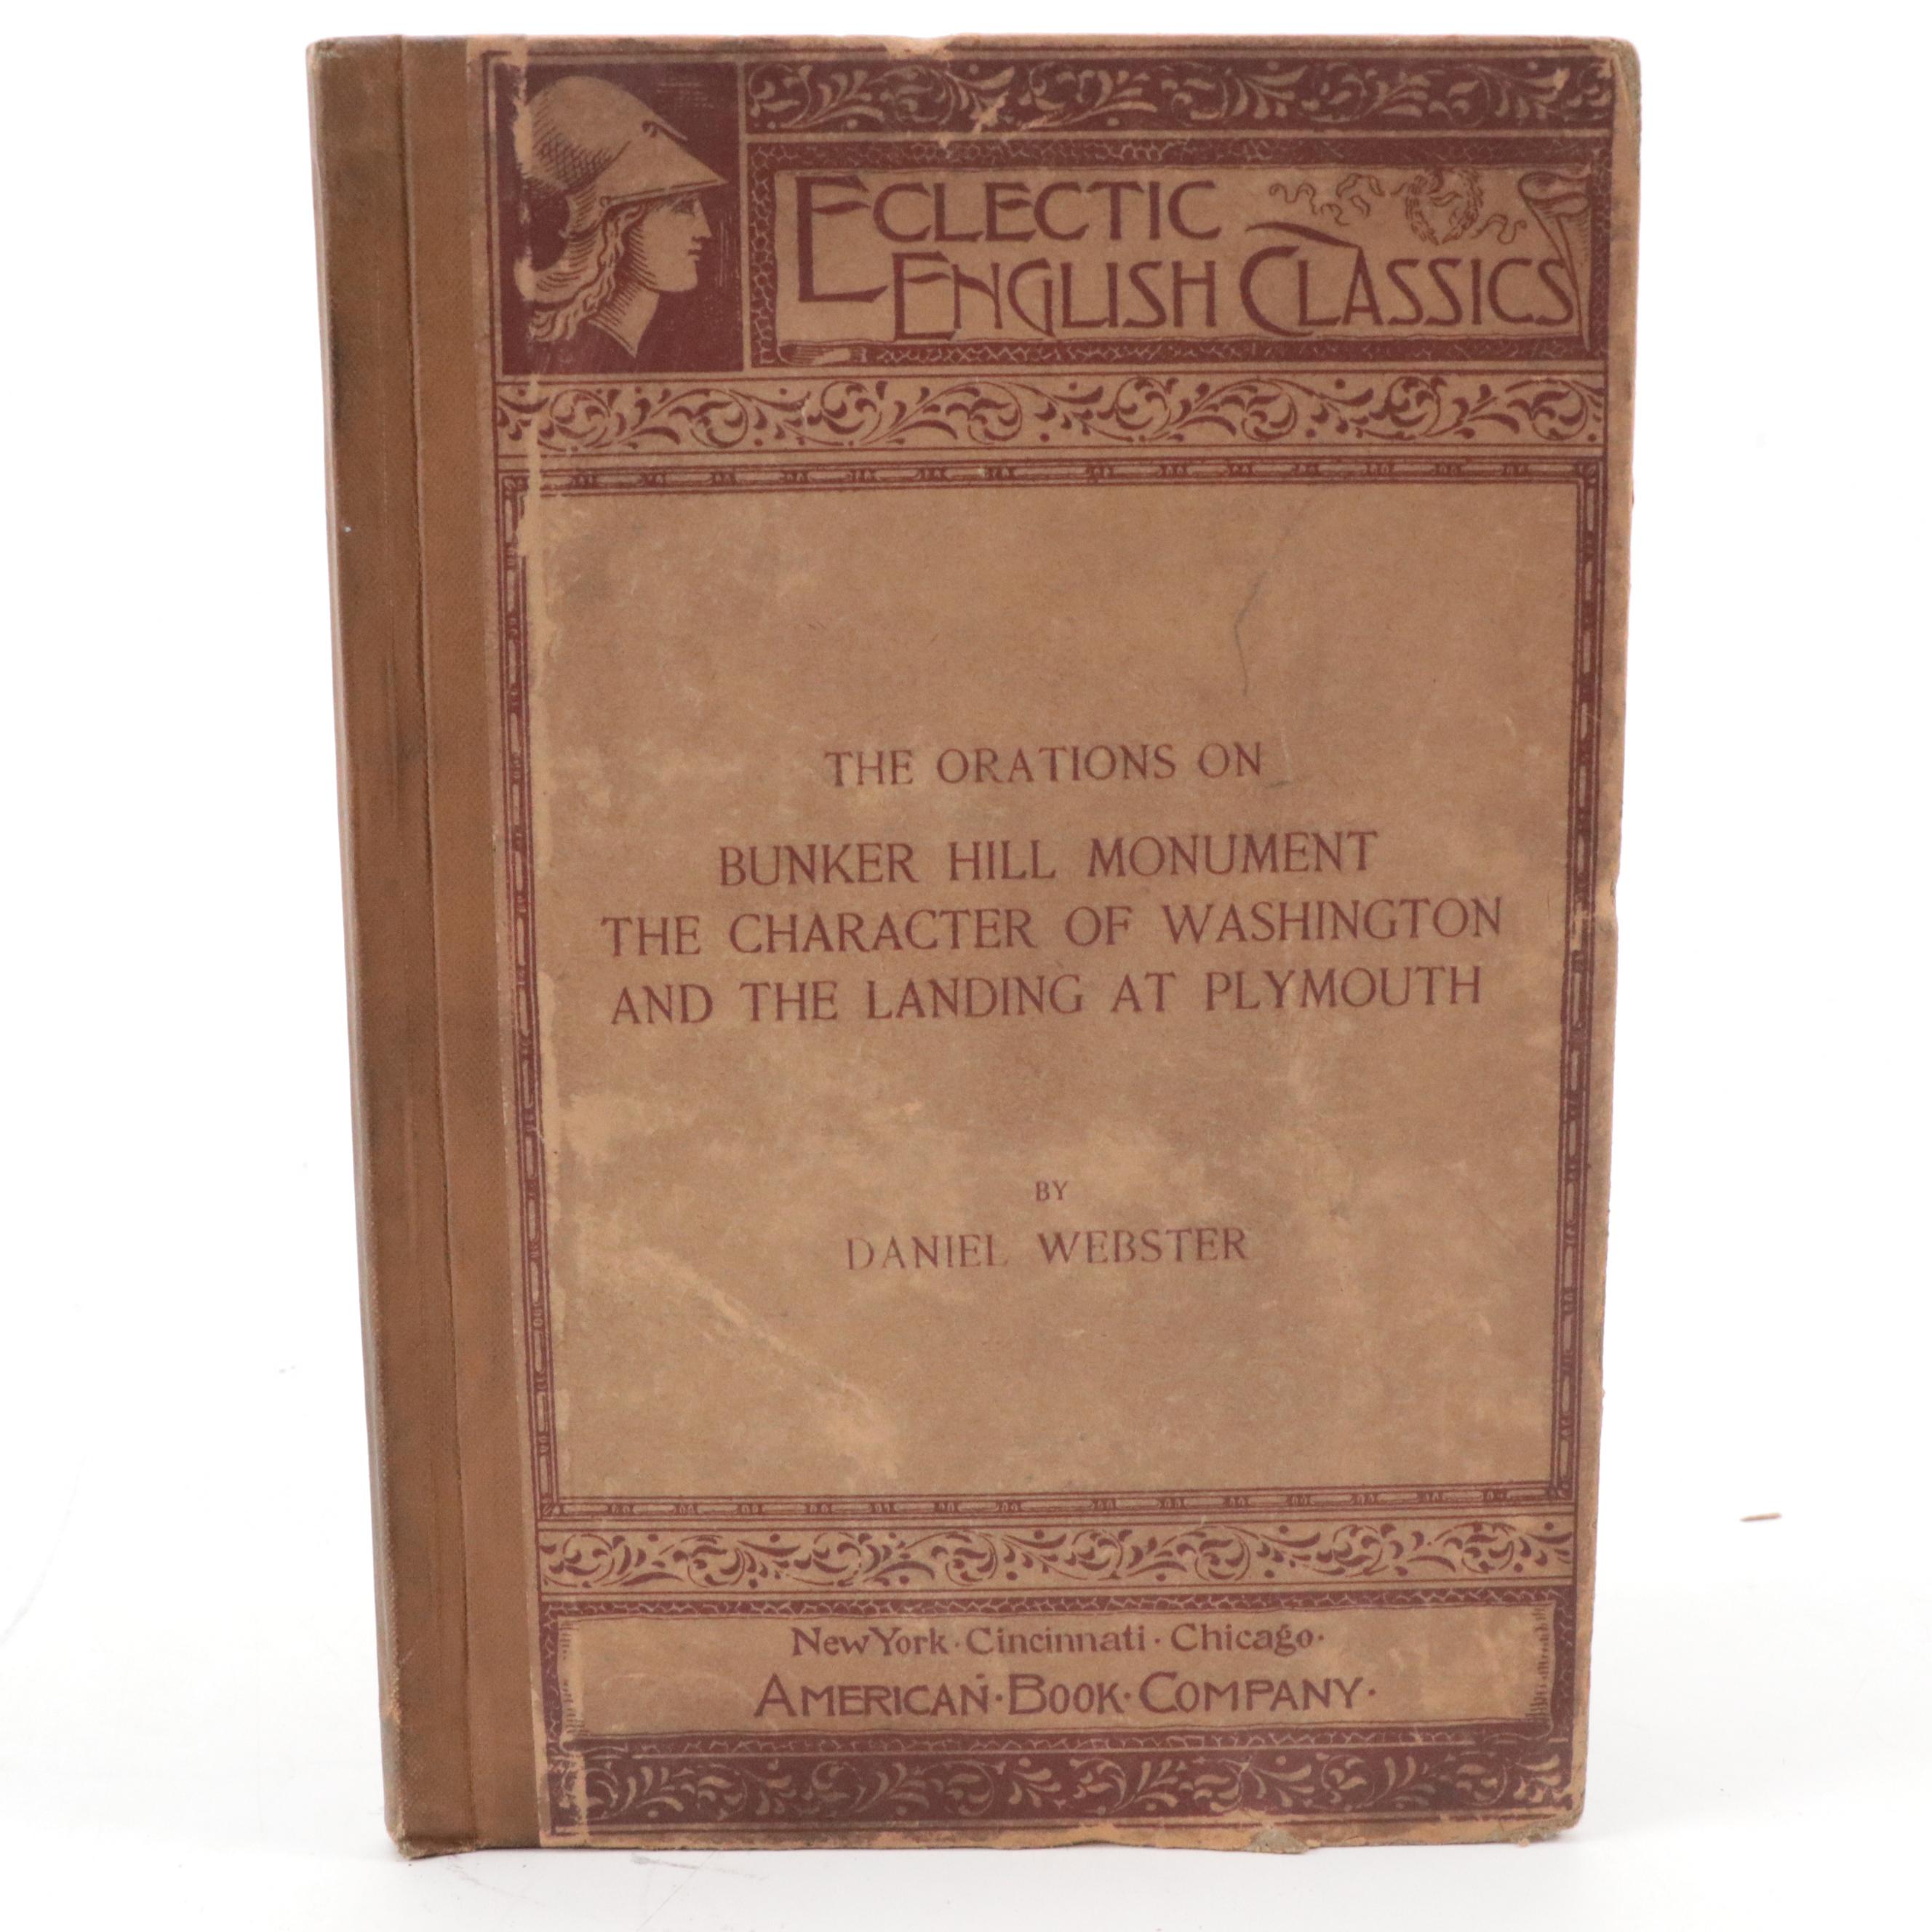 ECLECTIC
ENGLISH CLASSICS
THE ORATIONS ON
BUNKER HILL MONUMENT
THE CHARACTER OF WASHINGTON
AND THE LANDING AT PLYMOUTH
BY
DANIEL WEBSTER
New York · Cincinnati · Chicago ·
AMERICAN · BOOK · COMPANY ·